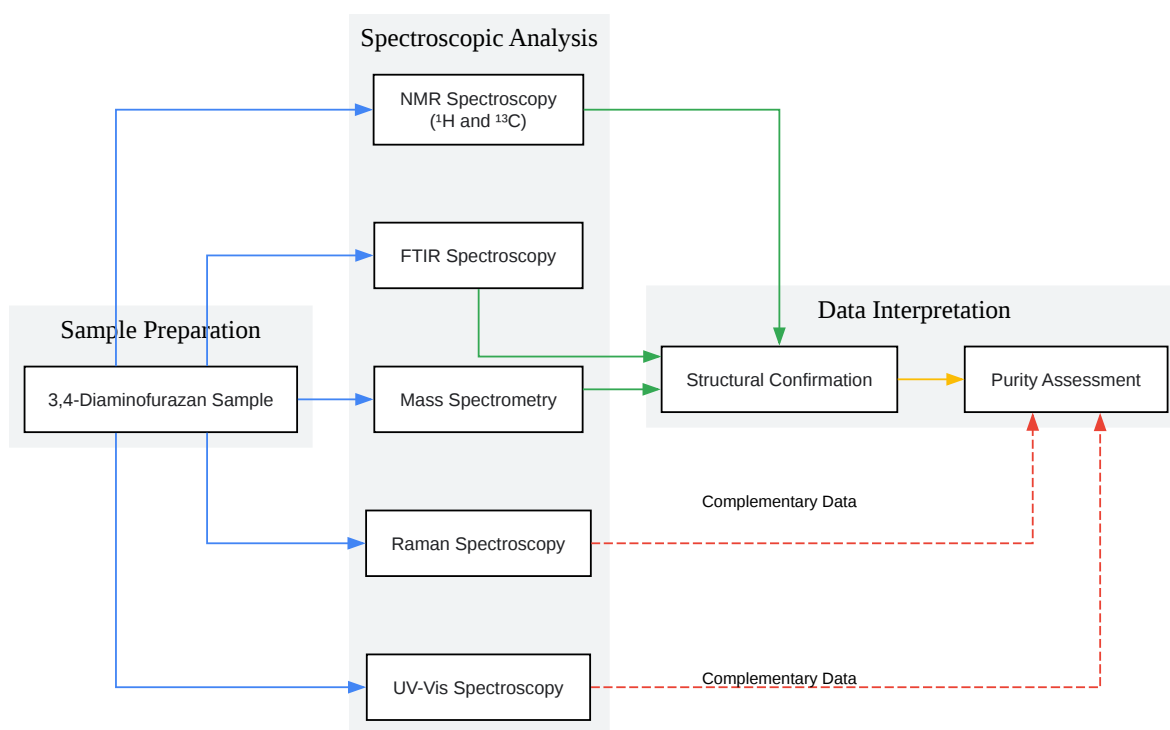 Spectroscopic Analysis
NMR Spectroscopy
(¹H and ¹³C)
FTIR Spectroscopy
Data Interpretation
Sample Preparation
Structural Confirmation
Purity Assessment
3,4-Diaminofurazan Sample
Mass Spectrometry
Complementary Data
Raman Spectroscopy
Complementary Data
UV-Vis Spectroscopy